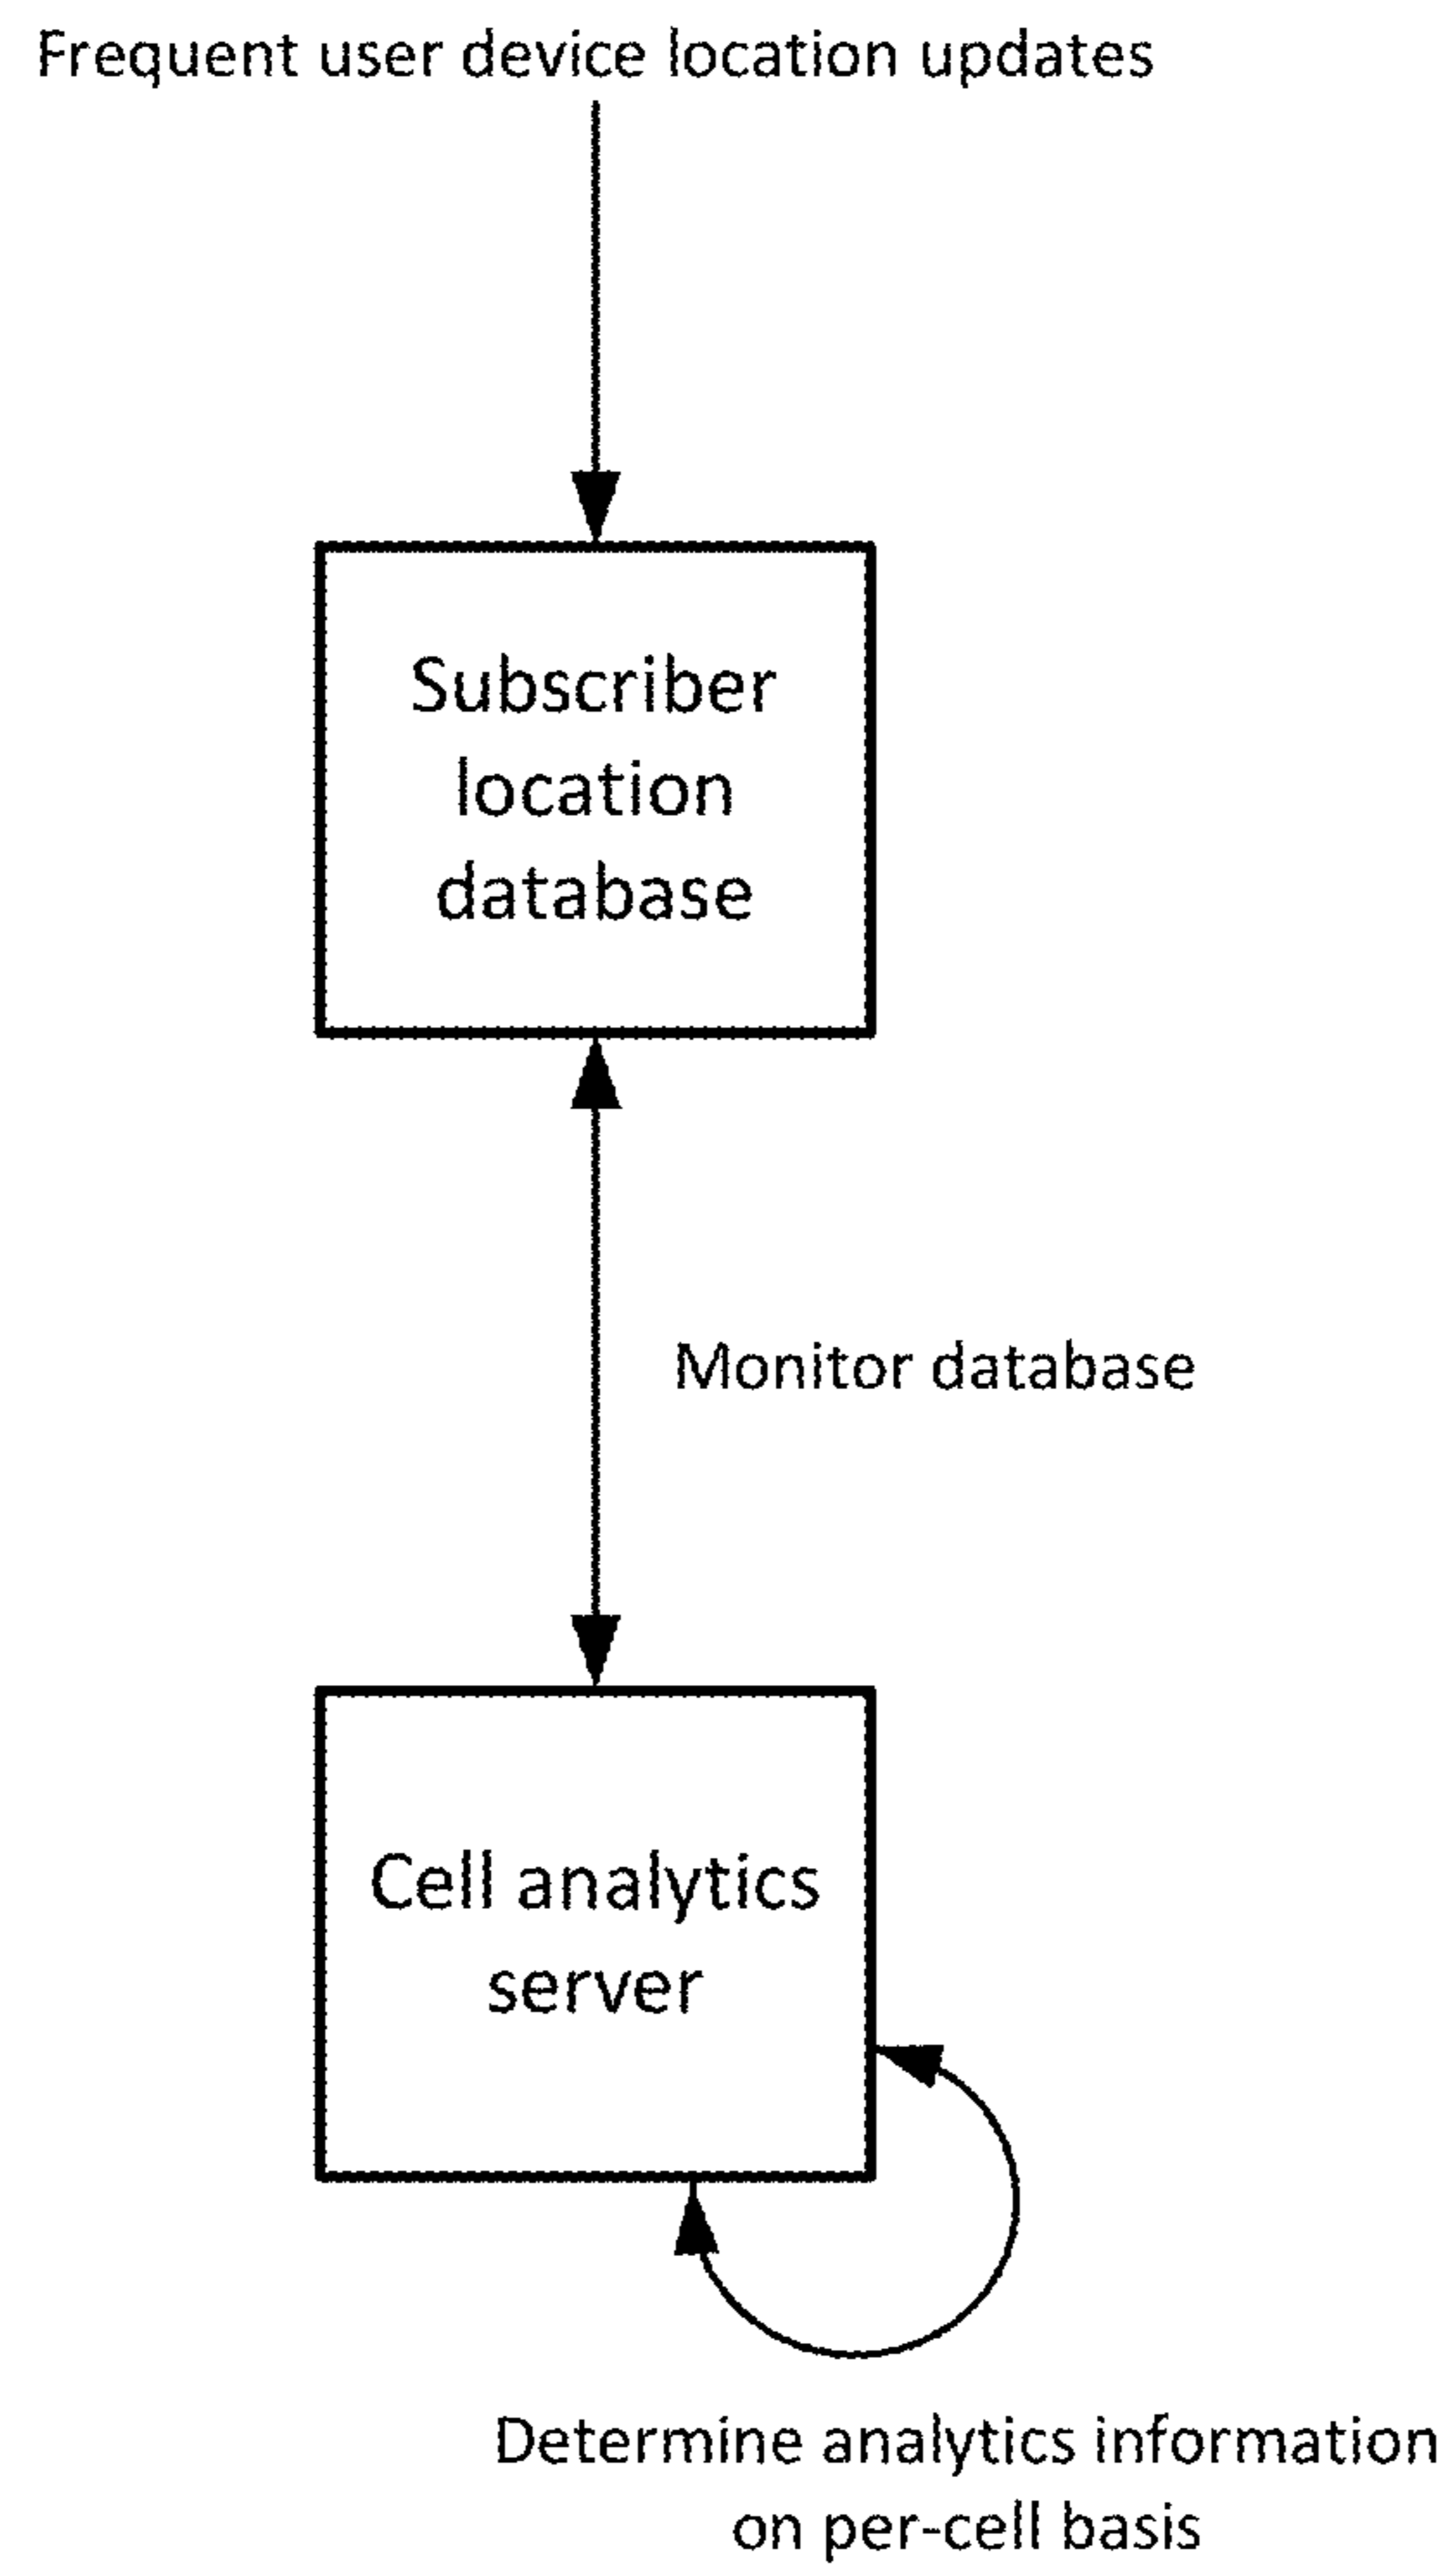 Frequent user device location updates
Subscriber
location
database
Monitor database
Cell analytics
server
Determine analytics information
on per-cell basis